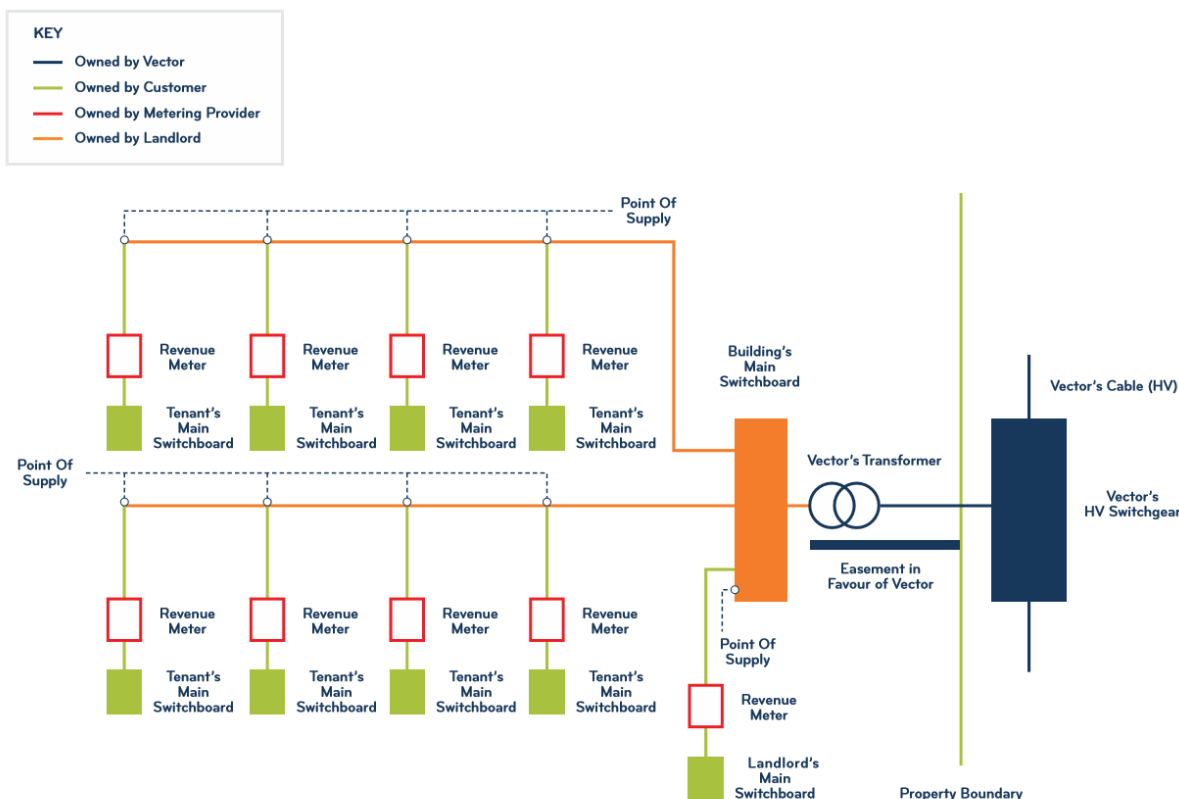 KEY
Owned by Vector
Owned by Customer
Owned by Metering Provider
Owned by Landlord
Point Of
Supply
Revenue
Meter
Revenue
Meter
Revenue
Meter
Revenue
Meter
Building's
Main
Switchboard
Vector's Cable (HV)
Tenant's
Main
Switchboard
Tenant's
Main
Switchboard
Tenant's
Main
Switchboard
Tenant's
Main
Switchboard
Point Of
Supply
Vector's Transformer
Vector's
HV Switchgear
Easement in
Favour of Vector
Revenue
Meter
Revenue
Meter
Revenue
Meter
Revenue
Meter
Point Of
Supply
Tenant's
Main
Switchboard
Tenant's
Main
Switchboard
Tenant's
Main
Switchboard
Tenant's
Main
Switchboard
Revenue
Meter
Landlord's
Main
Switchboard
Property Boundary